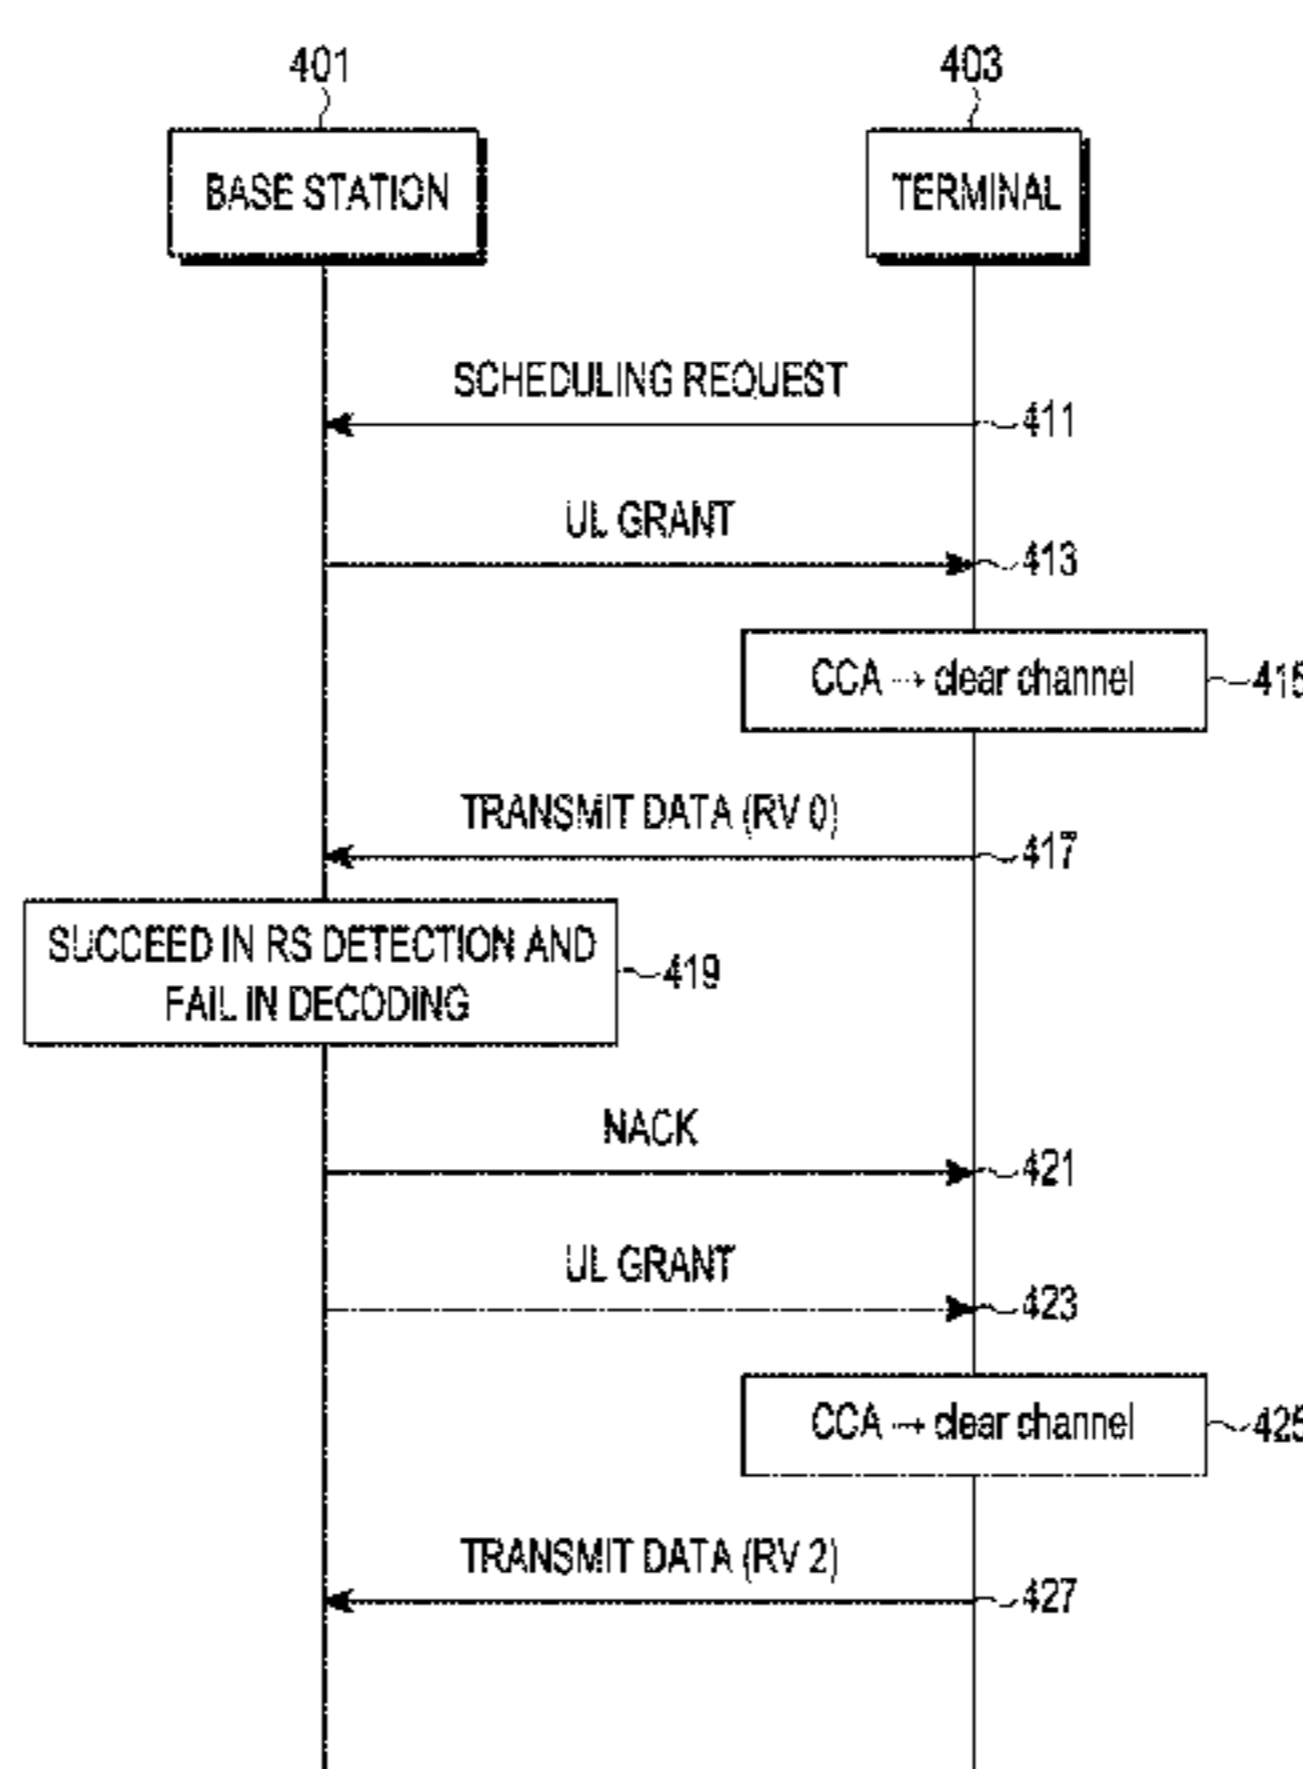 401
403
BASE STATION
TERMINAL
SCHEDULING REQUEST
411
UL GRANT
413
CCA → clear channel
415
TRANSMIT DATA (RV 0)
417
SUCCEED IN RS DETECTION AND
FAIL IN DECODING
419
NACK
421
UL GRANT
423
CCA → clear channel
425
TRANSMIT DATA (RV 2)
427